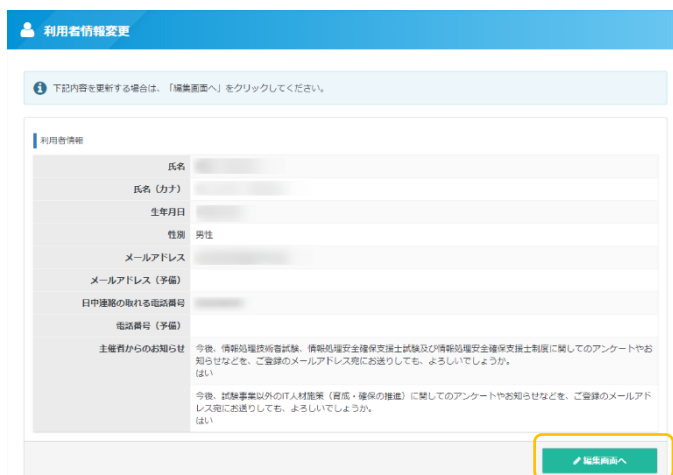 利用者情報変更
下記内容を更新する場合は、「編集画面へ」をクリックしてください。
利用者情報
氏名
氏名（カナ）
生年月日
性別 男性
メールアドレス
メールアドレス（予備）
日中連絡の取れる電話番号
電話番号（予備）
主催者からのお知らせ 今後、情報処理技術者試験、情報処理安全確保支援士試験及び情報処理安全確保支援士制度に関してのアンケートやお
知らせなどを、ご登録のメールアドレス宛にお送りしても、よろしいでしょうか。
はい
今後、試験事業以外のIT人材施策（育成・確保の推進）に関してのアンケートやお知らせなどを、ご登録のメールアド
レス宛にお送りしても、よろしいでしょうか。
はい
編集画面へ